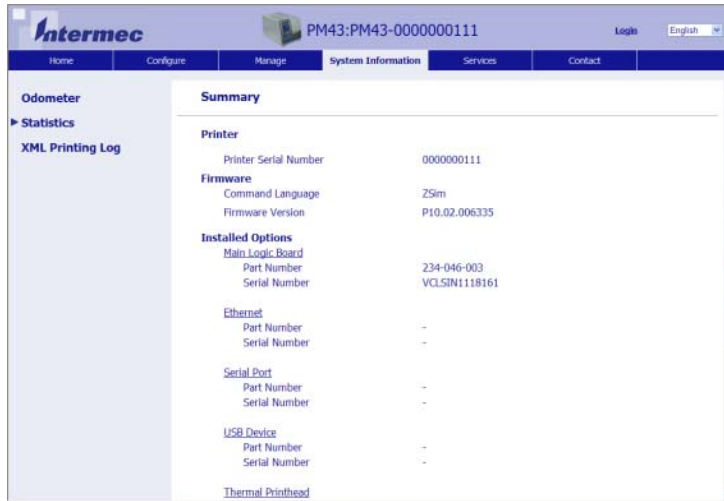 Intermec
PM43:PM43-0000000111
Login
English
Home Configure Manage System Information Services Contact
Odometer
Statistics
XML Printing Log
Summary
Printer
Printer Serial Number 0000000111
Firmware
Command Language ZSim
Firmware Version P10.02.006335
Installed Options
Main Logic Board
Part Number 234-046-003
Serial Number VCLSIN1118161
Ethernet
Part Number -
Serial Number -
Serial Port
Part Number -
Serial Number -
USB Device
Part Number -
Serial Number -
Thermal Printhead